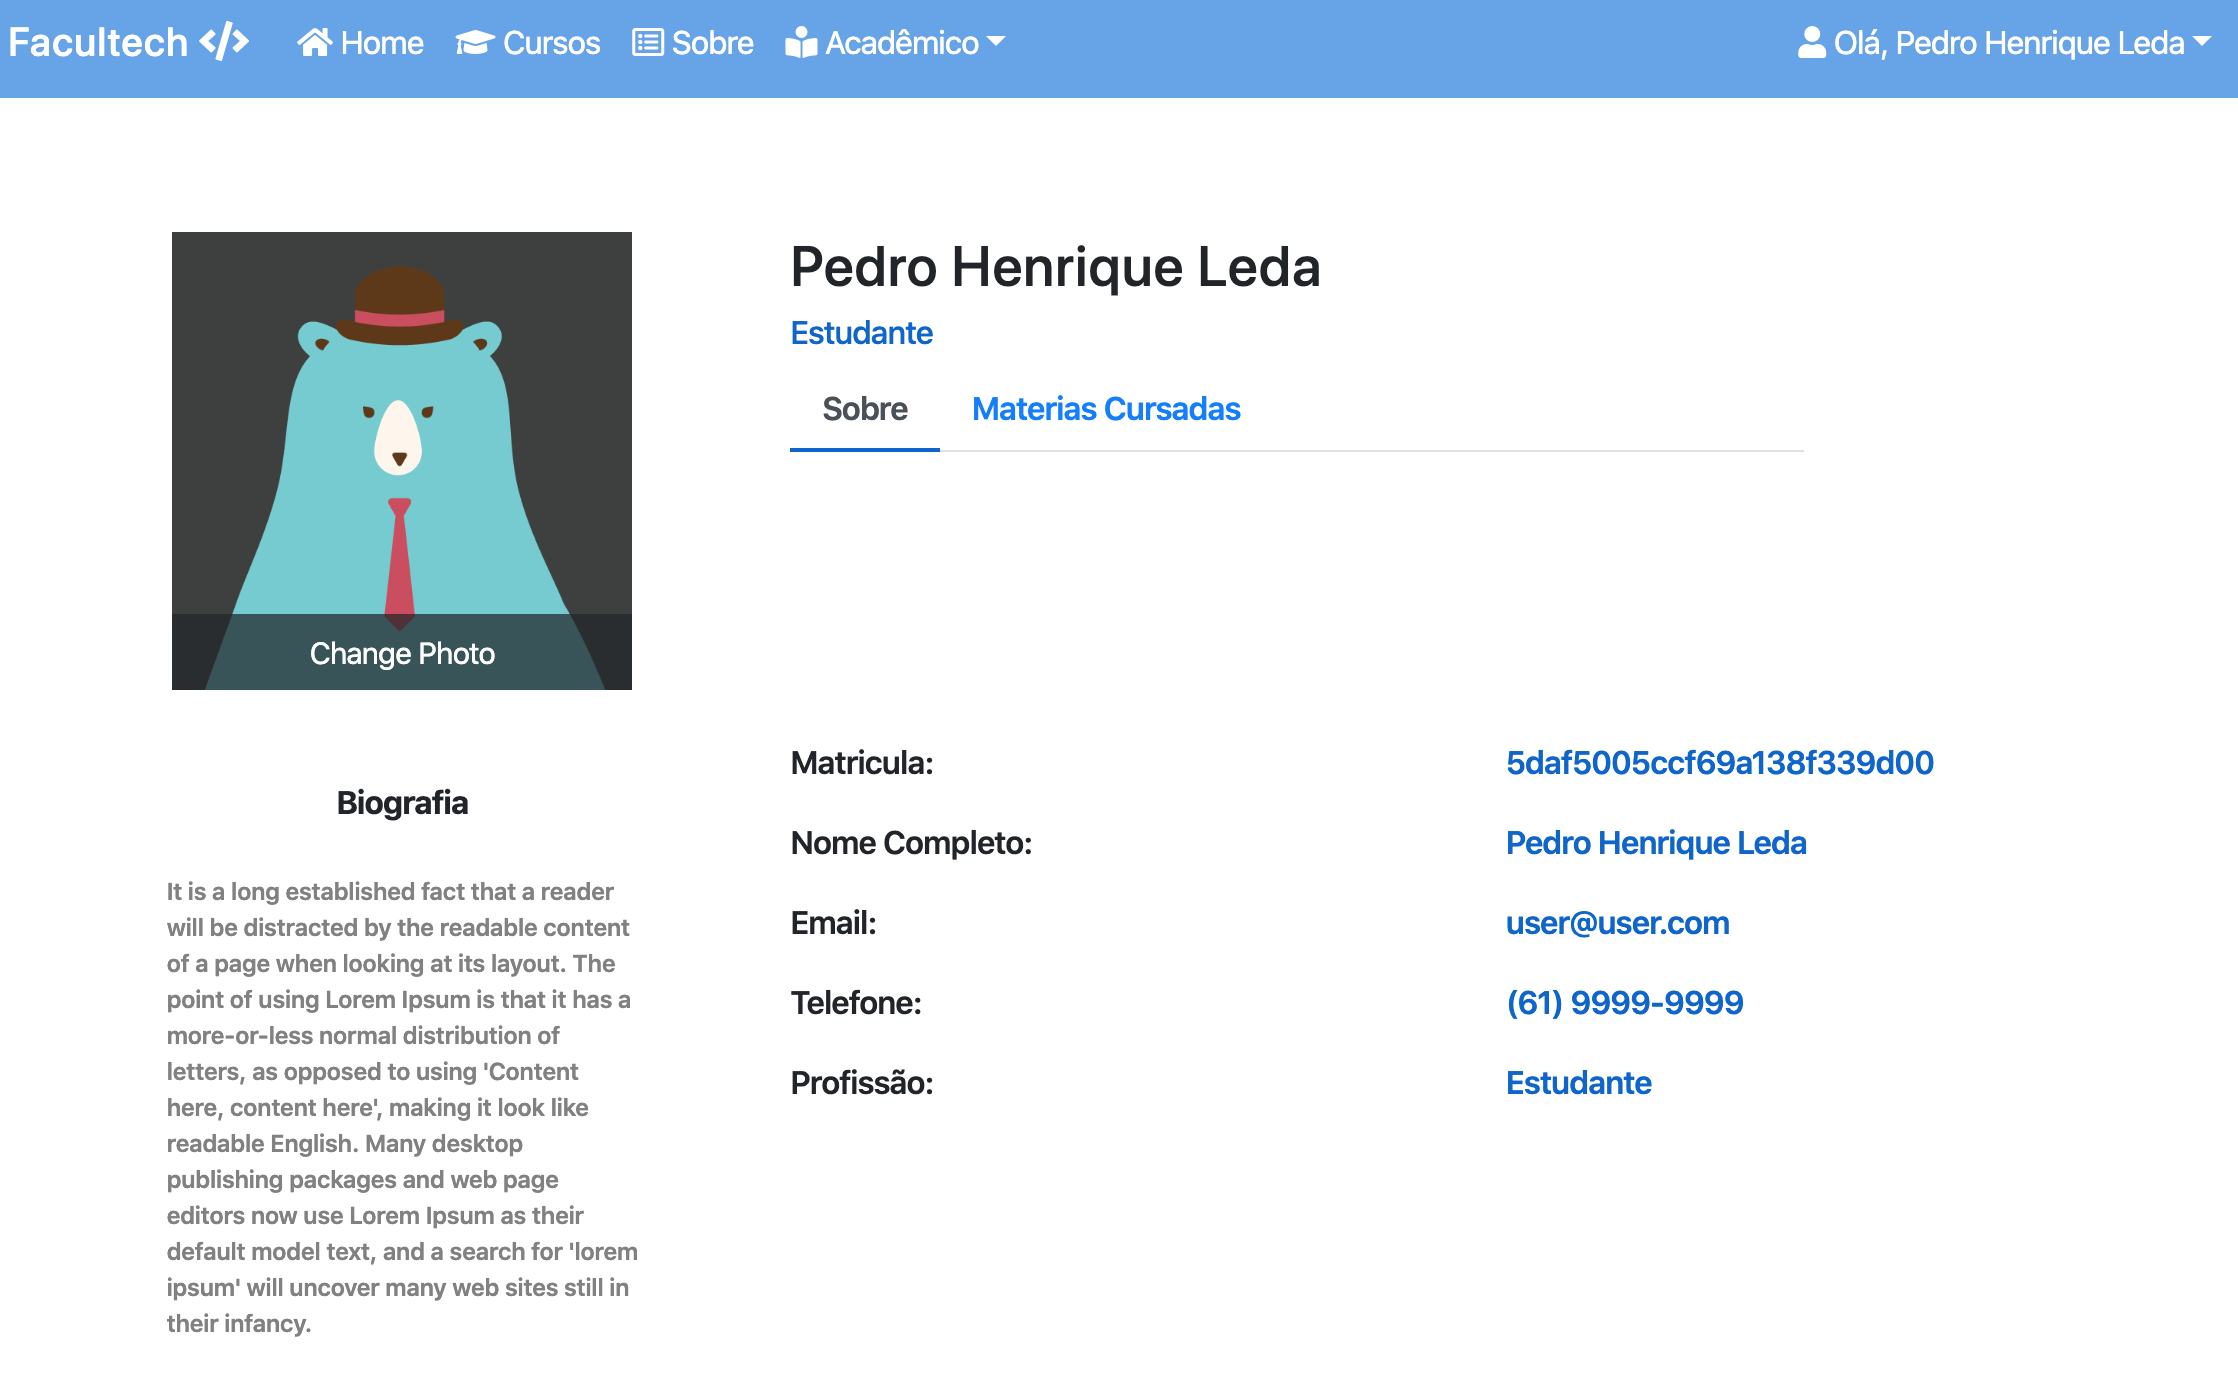 Facultech </>
Home
Cursos
Sobre
Acadêmico
Olá, Pedro Henrique Leda
Change Photo
Pedro Henrique Leda
Estudante
Sobre
Materias Cursadas
Biografia
It is a long established fact that a reader
will be distracted by the readable content
of a page when looking at its layout. The
point of using Lorem Ipsum is that it has a
more-or-less normal distribution of
letters, as opposed to using 'Content
here, content here', making it look like
readable English. Many desktop
publishing packages and web page
editors now use Lorem Ipsum as their
default model text, and a search for 'lorem
ipsum' will uncover many web sites still in
their infancy.
Matricula: 5daf5005ccf69a138f339d00
Nome Completo: Pedro Henrique Leda
Email: user@user.com
Telefone: (61) 9999-9999
Profissão: Estudante